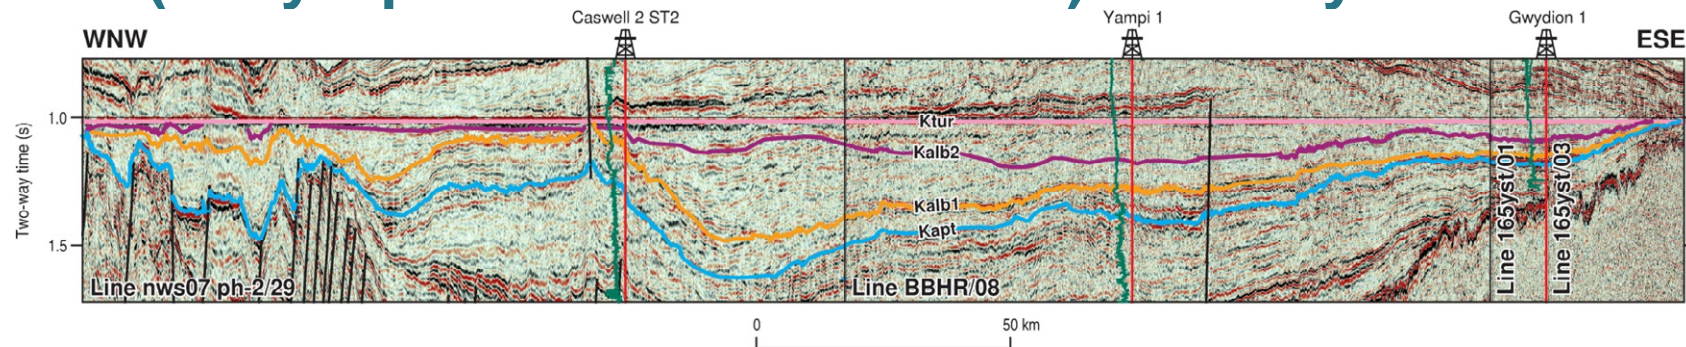 Caswell 2 ST2
Yampi 1
Gwydion 1
WNW
ESE
Two-way time (s)
1.0
1.5
Ktur
Kalb2
Kalb1
Kapt
Line nws07 ph-2/29
Line BBHR/08
Line 165yst/01
Line 165yst/03
0
50 km